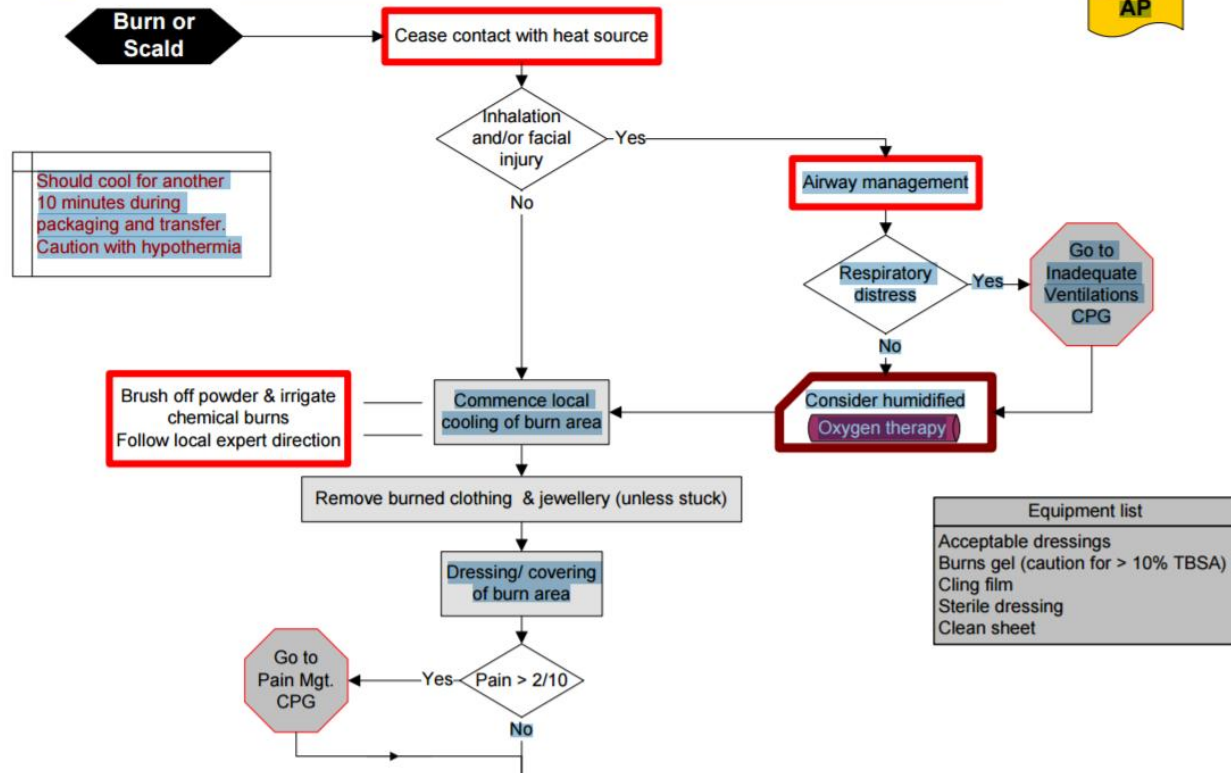 AP
Burn or
Scald
Cease contact with heat source
Inhalation
and/or facial
injury
Yes
No
Should cool for another
10 minutes during
packaging and transfer.
Caution with hypothermia
Airway management
Respiratory
distress
Yes
No
Go to
Inadequate
Ventilations
CPG
Brush off powder & irrigate
chemical burns
Follow local expert direction
Commence local
cooling of burn area
Consider humidified
Oxygen therapy
Remove burned clothing & jewellery (unless stuck)
Equipment list
Acceptable dressings
Burns gel (caution for > 10% TBSA)
Cling film
Sterile dressing
Clean sheet
Dressing/ covering
of burn area
Go to
Pain Mgt.
CPG
Yes
Pain > 2/10
No